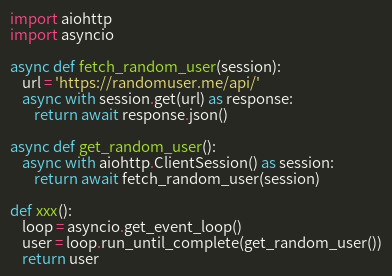 import aiohttp
import asyncio

async def fetch_random_user(session):
    url = 'https://randomuser.me/api/'
    async with session.get(url) as response:
        return await response.json()

async def get_random_user():
    async with aiohttp.ClientSession() as session:
        return await fetch_random_user(session)

def xxx():
    loop = asyncio.get_event_loop()
    user = loop.run_until_complete(get_random_user())
    return user